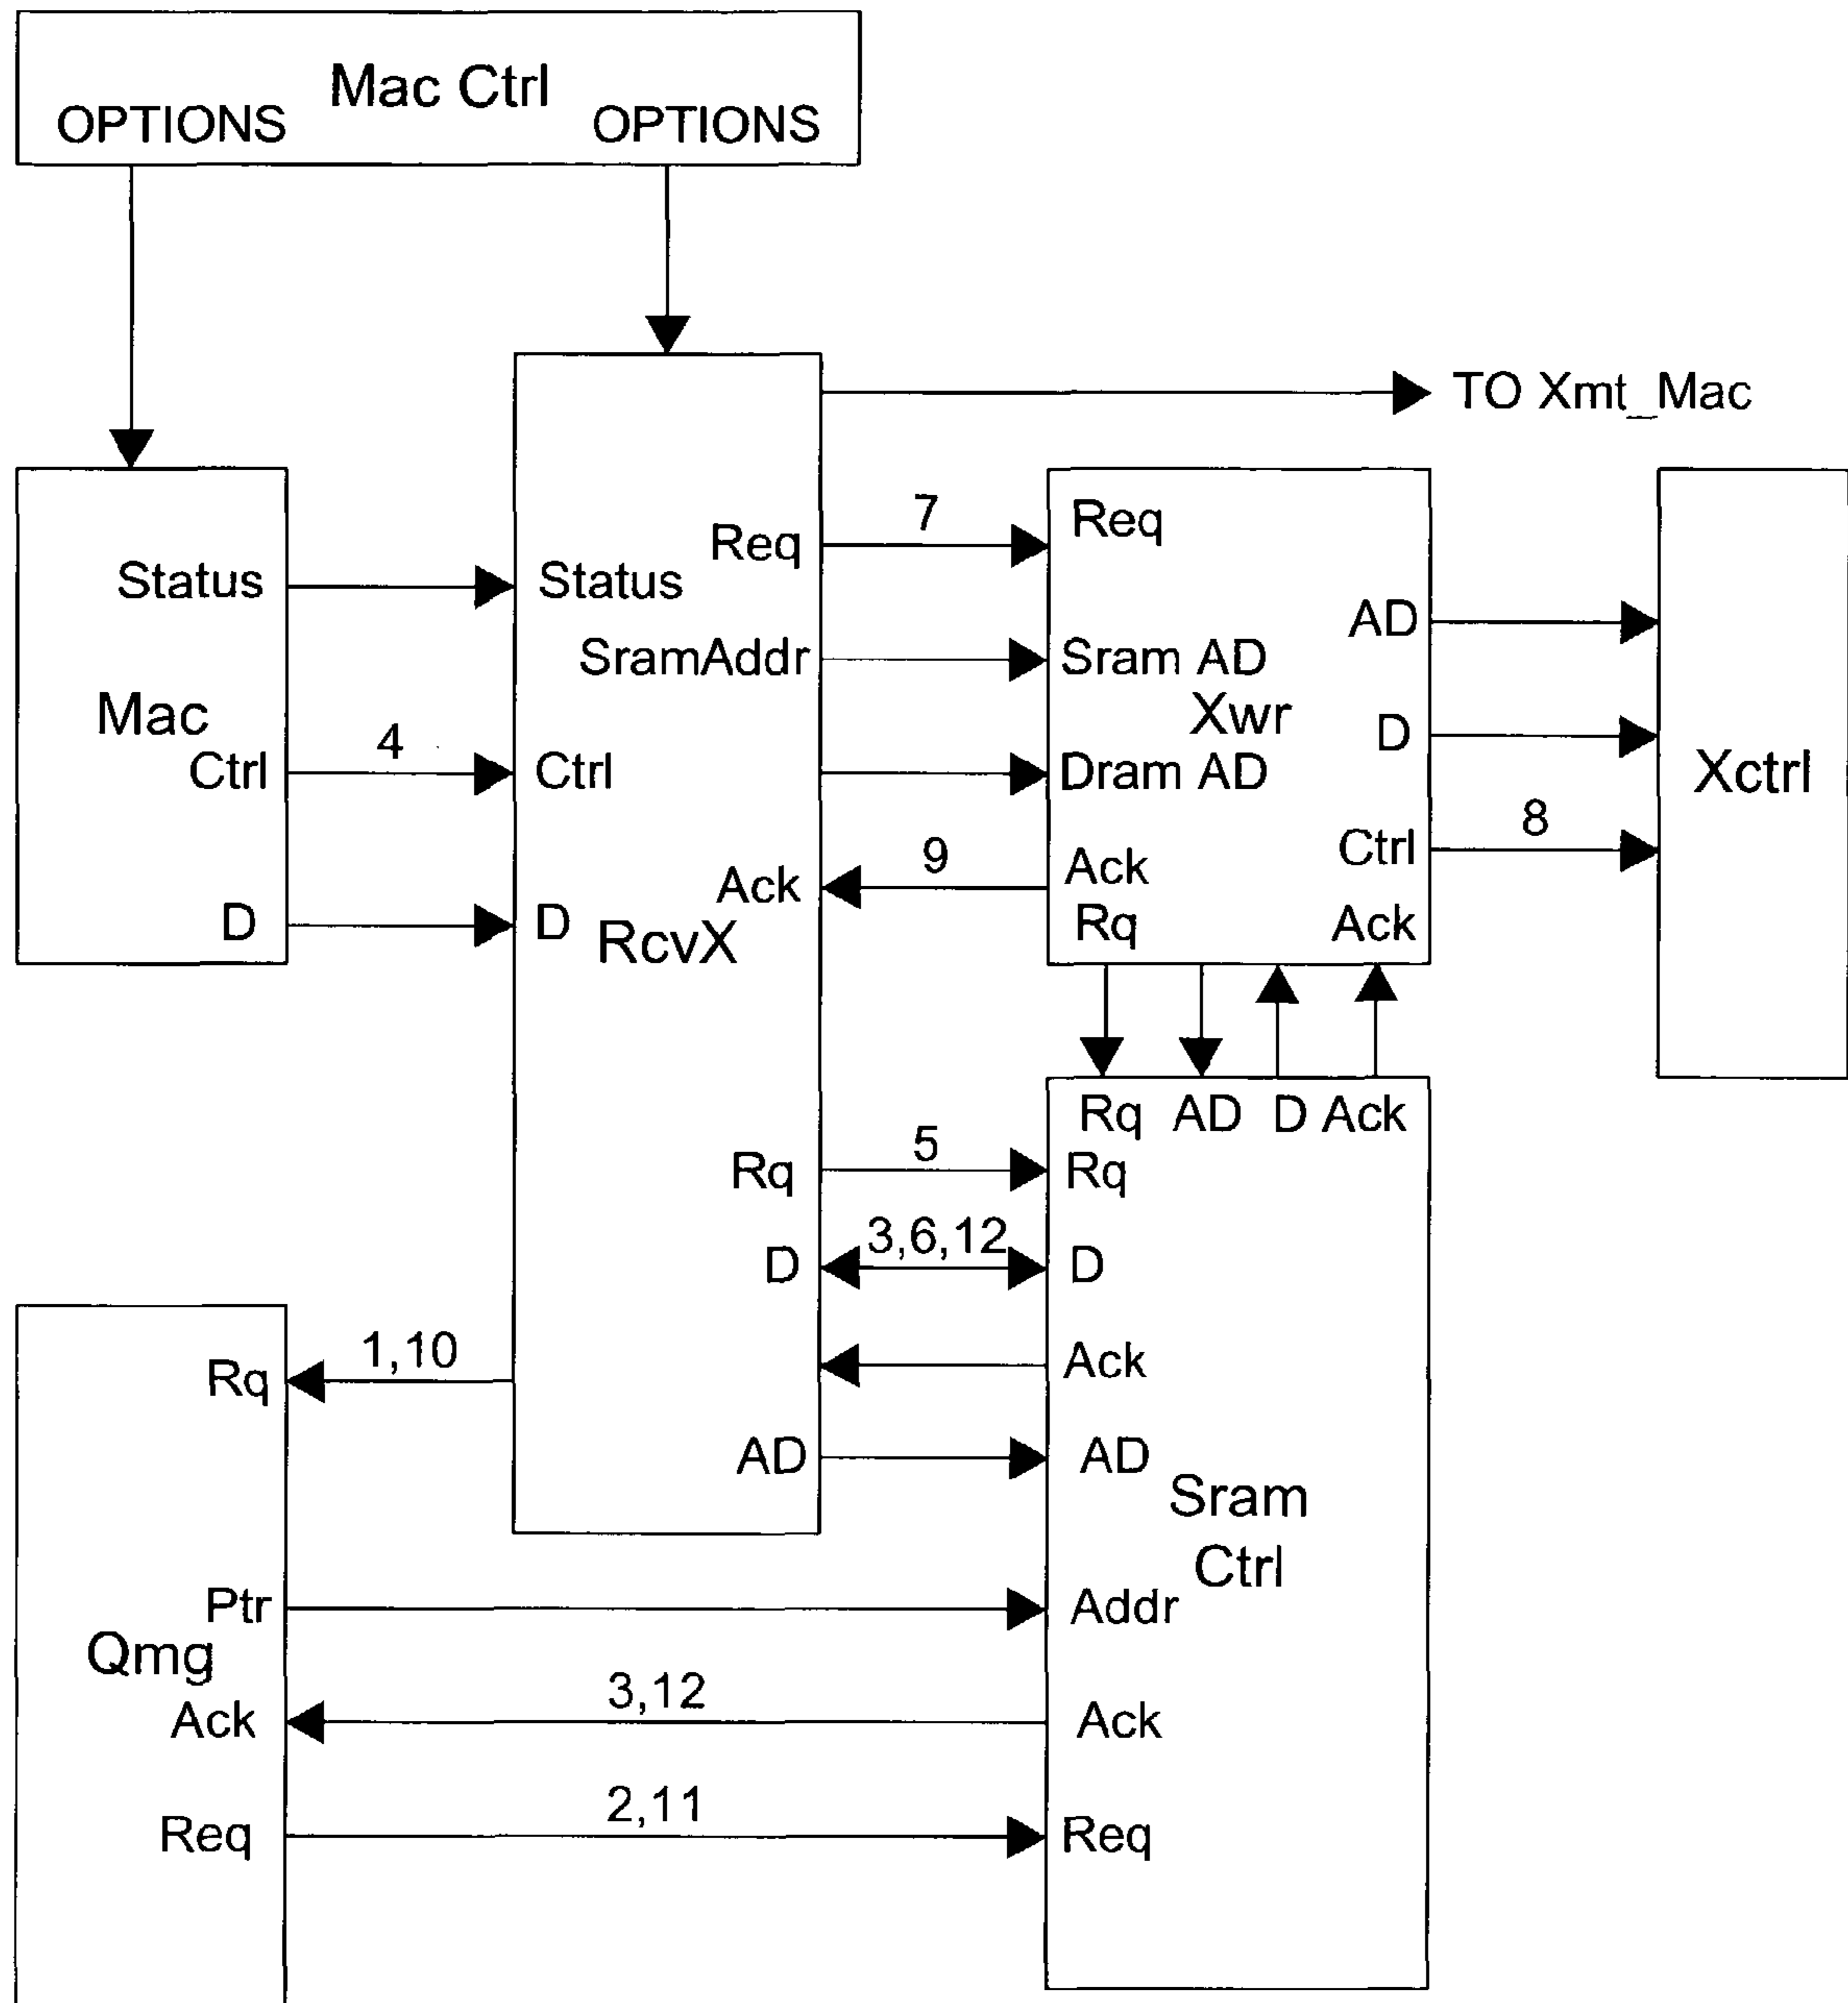 Mac Ctrl
OPTIONS OPTIONS
TO Xmt_Mac
Mac
Status
Ctrl
D
4
Status
Ctrl
D
RcvX
Req
SramAddr
Ack
Rq
D
AD
7
9
5
3,6,12
Req
Sram AD
Xwr
Dram AD
Ack
Rq
AD
D
Ctrl
Ack
8
Xctrl
Rq AD D Ack
Rq
D
Ack
AD
Sram
Ctrl
Addr
Ack
Req
1,10
Rq
Ptr
Qmg
Ack
Req
3,12
2,11